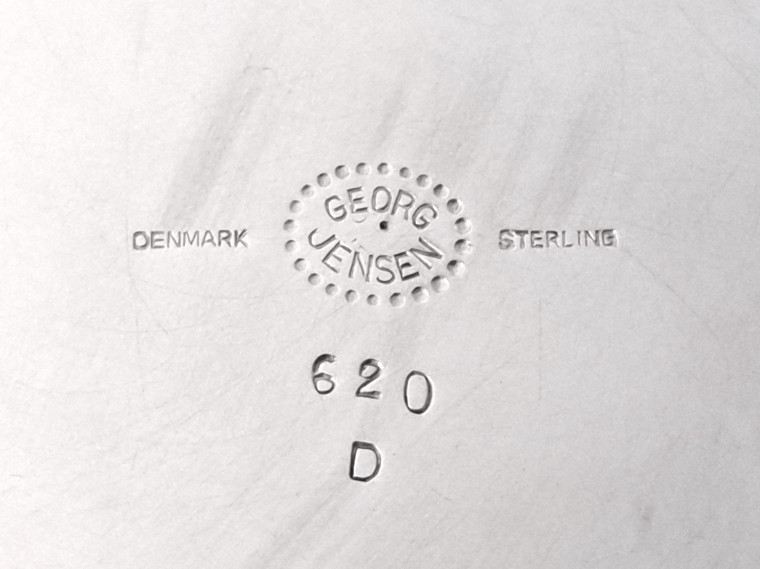 GEORG
DENMARK STERLING
JENSEN
620
D